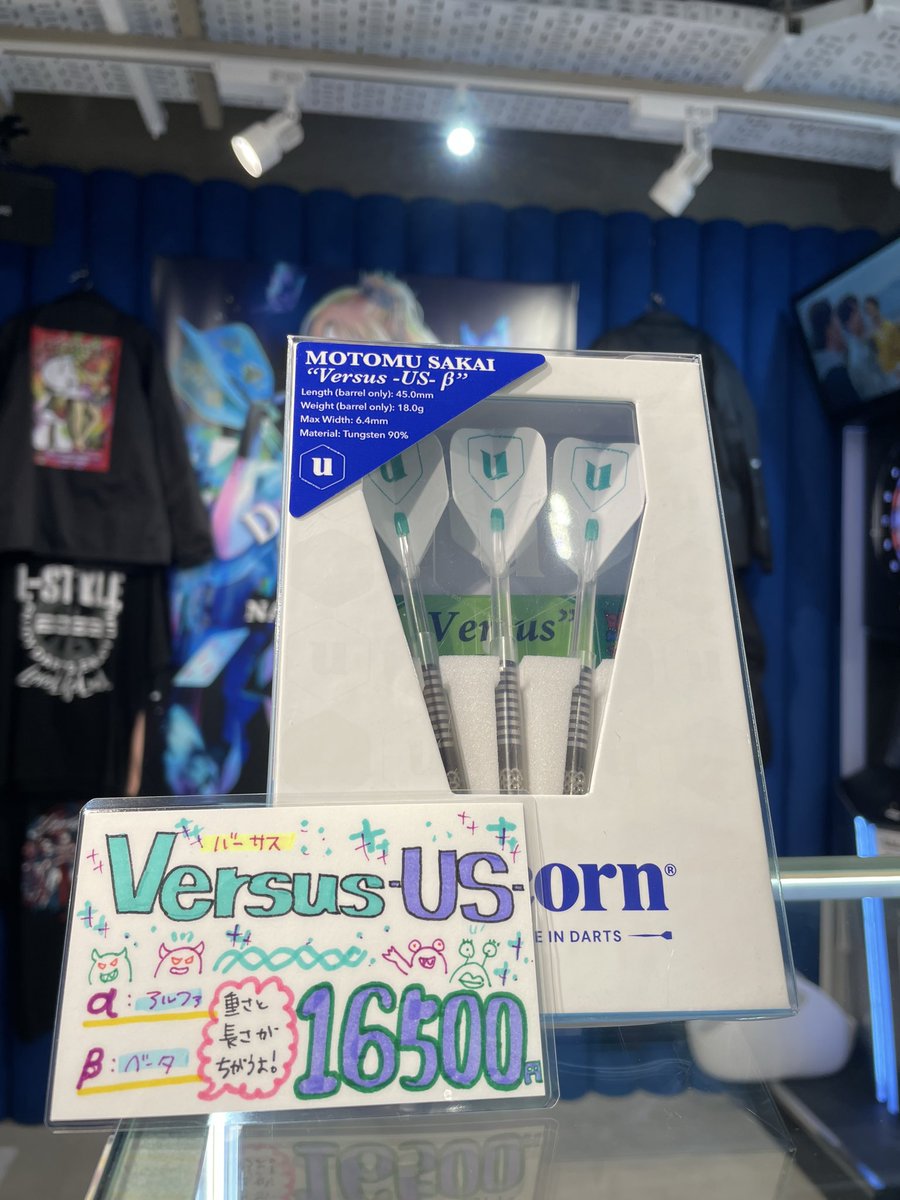 MOTOMU SAKAI
“Versus -US- β”
Length (barrel only): 45.0mm
Weight (barrel only): 18.0g
Max Width: 6.4mm
Material: Tungsten 90%
u
u
u
u
Versus”
corn®
E IN DARTS
バーサス
Versus-US-
α:アルファ
β:ベータ
重さと
長さが
ちがうよ!
16500円
L-STYLE